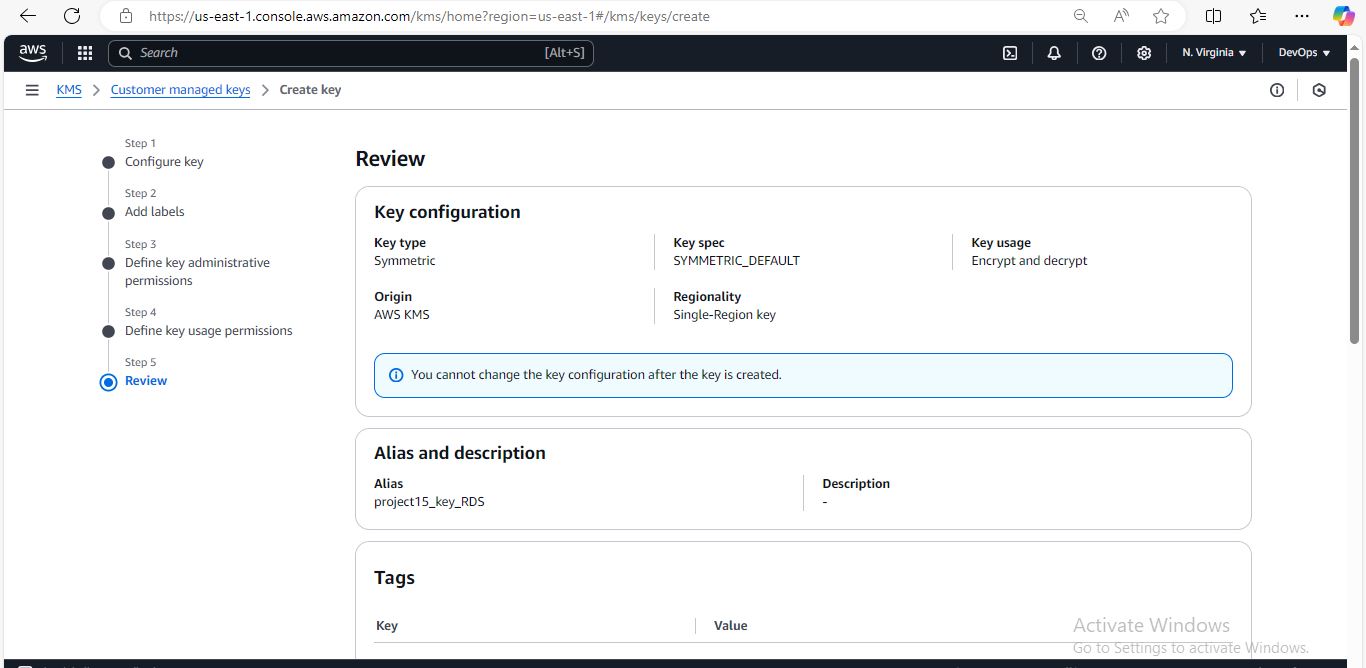 https://us-east-1.console.aws.amazon.com/kms/home?region=us-east-1#/kms/keys/create
aws
Search
[Alt+S]
N. Virginia
DevOps
KMS > Customer managed keys > Create key
Step 1
Configure key
Step 2
Add labels
Step 3
Define key administrative
permissions
Step 4
Define key usage permissions
Step 5
Review
Review
Key configuration
Key type
Symmetric
Key spec
SYMMETRIC_DEFAULT
Key usage
Encrypt and decrypt
Origin
AWS KMS
Regionality
Single-Region key
You cannot change the key configuration after the key is created.
Alias and description
Alias
project15_key_RDS
Description
-
Tags
Key
Value
Activate Windows
Go to Settings to activate Windows.